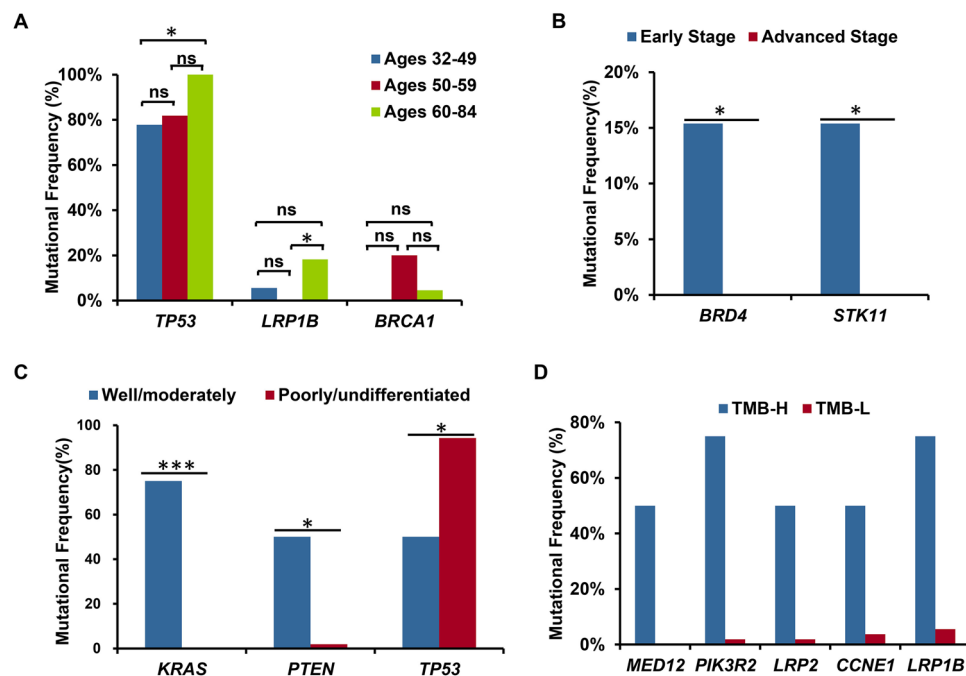 A
Mutational Frequency (%)
100%
80%
60%
40%
20%
0%
*
ns
ns
ns
ns
*
ns
ns
ns
Ages 32-49
Ages 50-59
Ages 60-84
TP53 LRP1B BRCA1
B
Early Stage Advanced Stage
Mutational Frequency(%)
20%
15%
10%
5%
0%
* *
BRD4 STK11
C
Well/moderately Poorly/undifferentiated
Mutational Frequency(%)
100
80
60
40
20
0
***
*
*
KRAS PTEN TP53
D
TMB-H TMB-L
Mutational Frequency (%)
80%
60%
40%
20%
0%
MED12 PIK3R2 LRP2 CCNE1 LRP1B